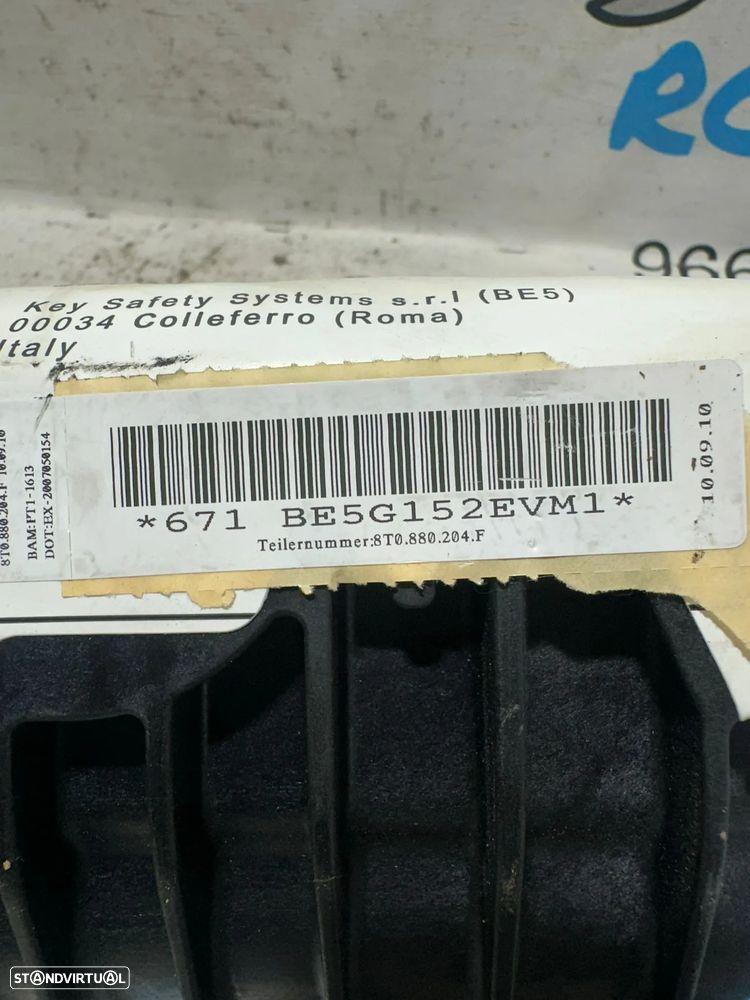 RO
966
Key Safety Systems s.r.l (BE5)
00034 Colleferro (Roma)
Italy
8T0.880.204.F 10.09.10
BAM:PT1-1613
DOT:EX-2007050154
*671 BE5G152EVM1*
Teilernummer:8T0.880.204.F
10.09.10
STANDVIRTUAL